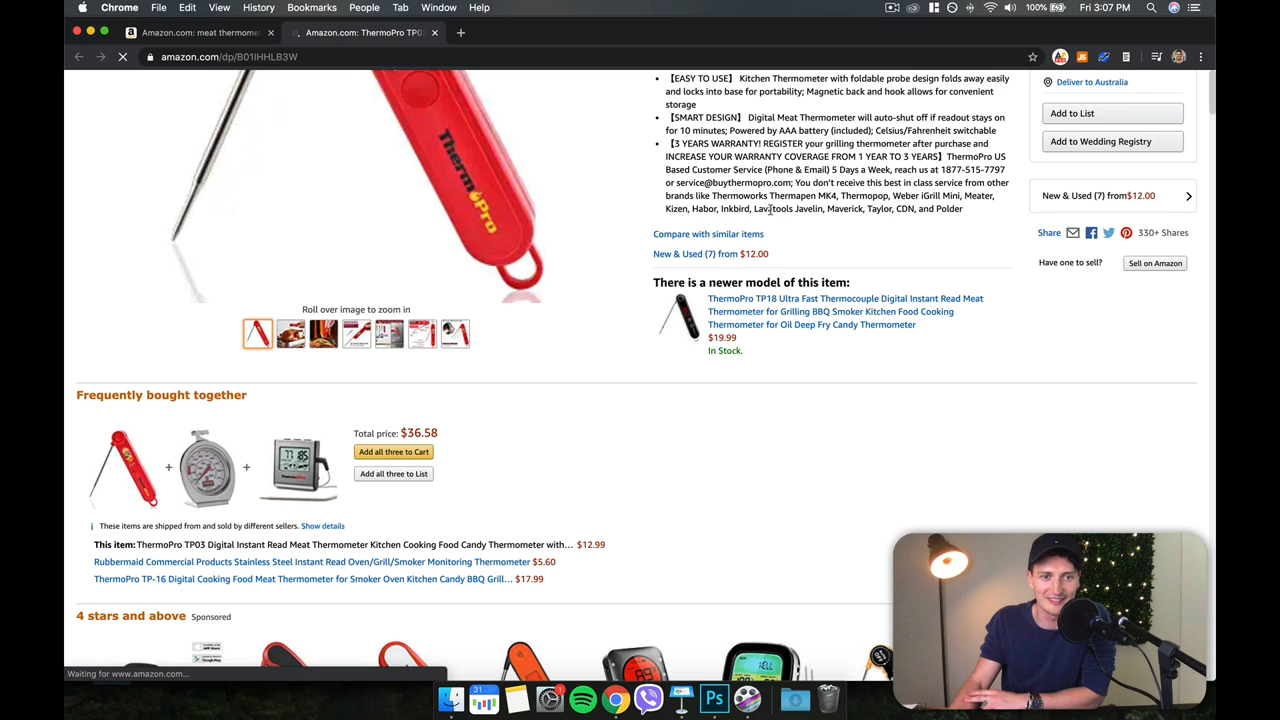 Chrome File Edit View History Bookmarks People Tab Window Help 100% Fri 3:07 PM
Amazon.com: meat thermomet Amazon.com: ThermoPro TP03
amazon.com/dp/B01IHHLB3W
【EASY TO USE】 Kitchen Thermometer with foldable probe design folds away easily
and locks into base for portability; Magnetic back and hook allows for convenient
storage
【SMART DESIGN】 Digital Meat Thermometer will auto-shut off if readout stays on
for 10 minutes; Powered by AAA battery (included); Celsius/Fahrenheit switchable
【3 YEARS WARRANTY! REGISTER your grilling thermometer after purchase and
INCREASE YOUR WARRANTY COVERAGE FROM 1 YEAR TO 3 YEARS】ThermoPro US
Based Customer Service (Phone & Email) 5 Days a Week, reach us at 1877-515-7797
or service@buythermopro.com; You don't receive this best in class service from other
brands like Thermoworks Thermapen MK4, Thermopop, Weber iGrill Mini, Meater,
Kizen, Habor, Inkbird, Lavatools Javelin, Maverick, Taylor, CDN, and Polder
Compare with similar items
New & Used (7) from $12.00
There is a newer model of this item:
ThermoPro TP18 Ultra Fast Thermocouple Digital Instant Read Meat
Thermometer for Grilling BBQ Smoker Kitchen Food Cooking
Thermometer for Oil Deep Fry Candy Thermometer
$19.99
In Stock.
Deliver to Australia
Add to List
Add to Wedding Registry
New & Used (7) from$12.00
Share 330+ Shares
Have one to sell? Sell on Amazon
ThermoPro
Roll over image to zoom in
Frequently bought together
Total price: $36.58
Add all three to Cart
Add all three to List
These items are shipped from and sold by different sellers. Show details
This item:ThermoPro TP03 Digital Instant Read Meat Thermometer Kitchen Cooking Food Candy Thermometer with… $12.99
Rubbermaid Commercial Products Stainless Steel Instant Read Oven/Grill/Smoker Monitoring Thermometer $5.60
ThermoPro TP-16 Digital Cooking Food Meat Thermometer for Smoker Oven Kitchen Candy BBQ Grill… $17.99
4 stars and above Sponsored
Waiting for www.amazon.com...
31
Ps